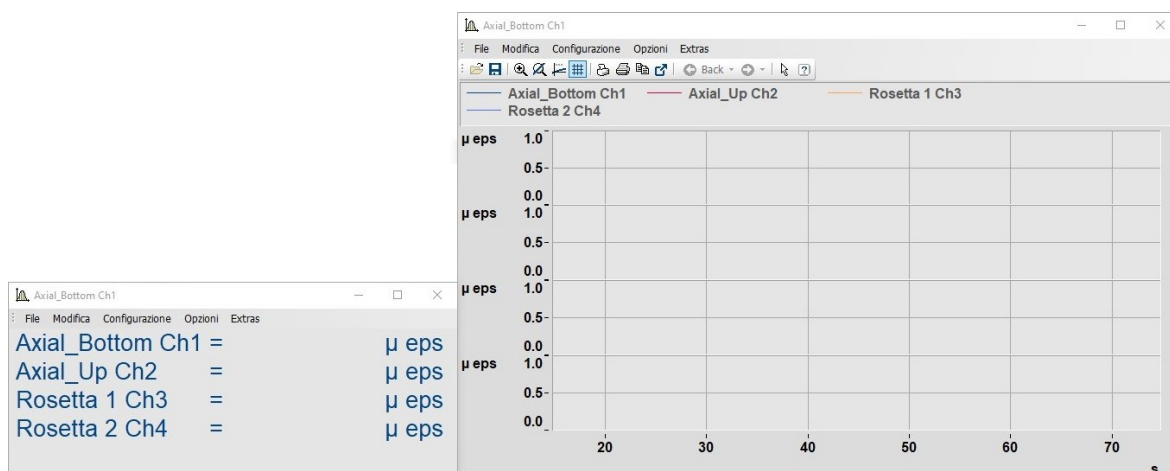 Axial_Bottom Ch1
File Modifica Configurazione Opzioni Extras
Back
Axial_Bottom Ch1 Axial_Up Ch2 Rosetta 1 Ch3
Rosetta 2 Ch4
µ eps 1.0
0.5
0.0
µ eps 1.0
0.5
0.0
µ eps 1.0
0.5
0.0
µ eps 1.0
0.5
0.0
20 30 40 50 60 70
s
Axial_Bottom Ch1
File Modifica Configurazione Opzioni Extras
Axial_Bottom Ch1 = µ eps
Axial_Up Ch2 = µ eps
Rosetta 1 Ch3 = µ eps
Rosetta 2 Ch4 = µ eps